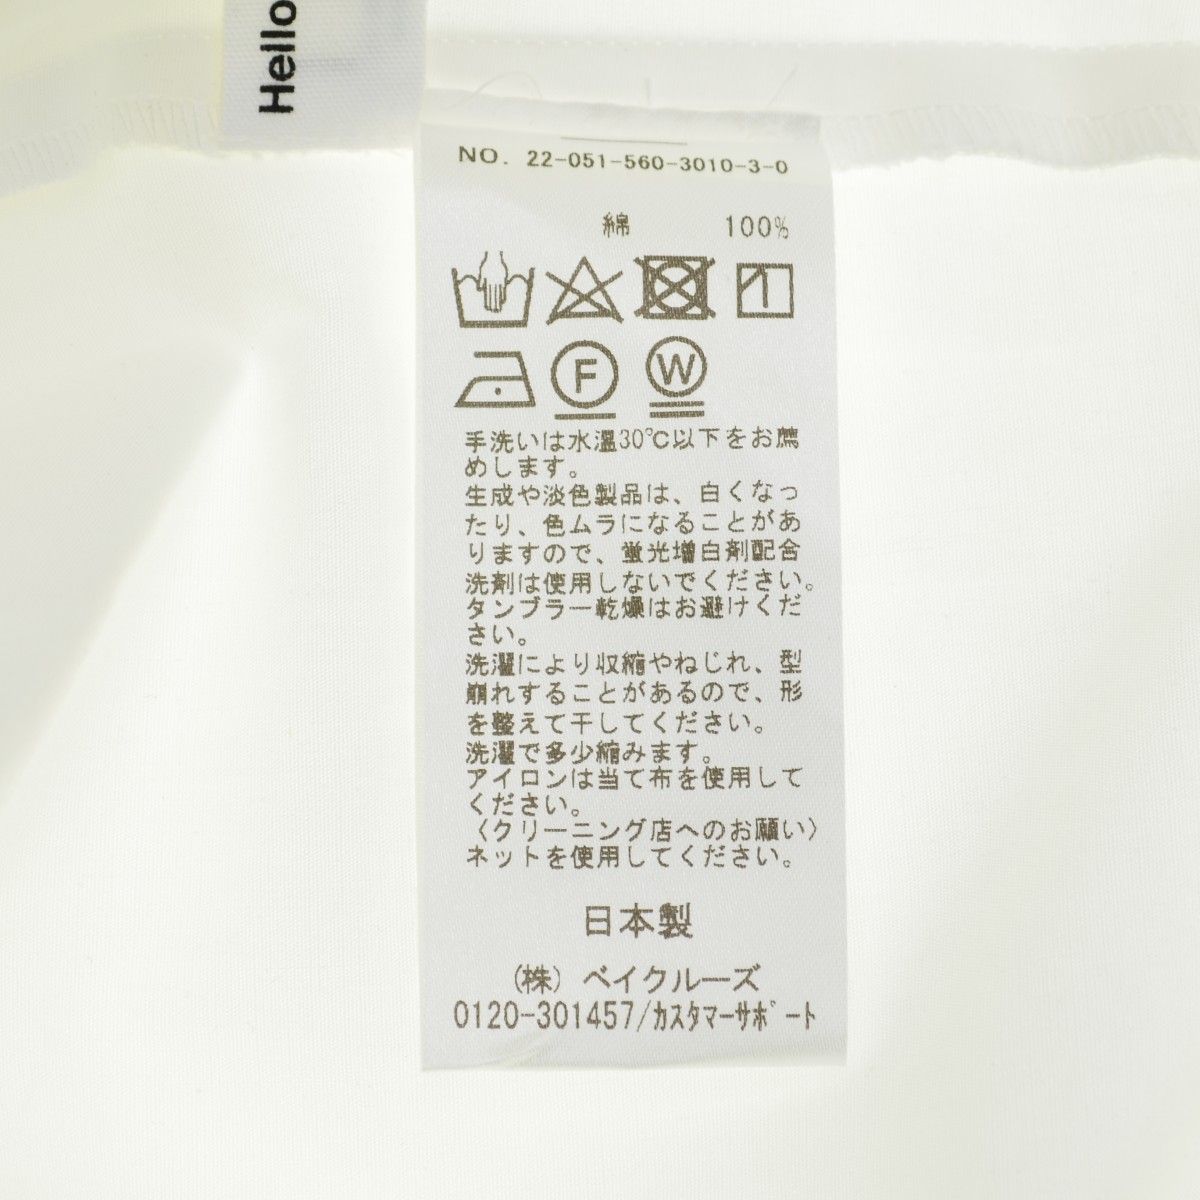 Hello
NO. 22-051-560-3010-3-0
綿 100%
F W
手洗いは水温30℃以下をお薦
めします。
生成や淡色製品は、白くなっ
たり、色ムラになることがあ
りますので、蛍光増白剤配合
洗剤は使用しないでください。
タンブラー乾燥はお避けくだ
さい。
洗濯により収縮やねじれ、型
崩れすることがあるので、形
を整えて干してください。
洗濯で多少縮みます。
アイロンは当て布を使用して
ください。
〈クリーニング店へのお願い〉
ネットを使用してください。
日本製
(株) ベイクルーズ
0120-301457/カスタマーサポート